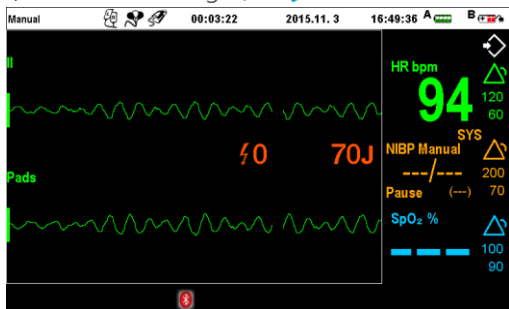 Manual 00:03:22 2015.11. 3 16:49:36 A B
II
HR bpm
94
120
60
SYS
0 70J
NIBP Manual
---/---
200
Pads
Pause (---) 70
SpO₂ %
---
100
90